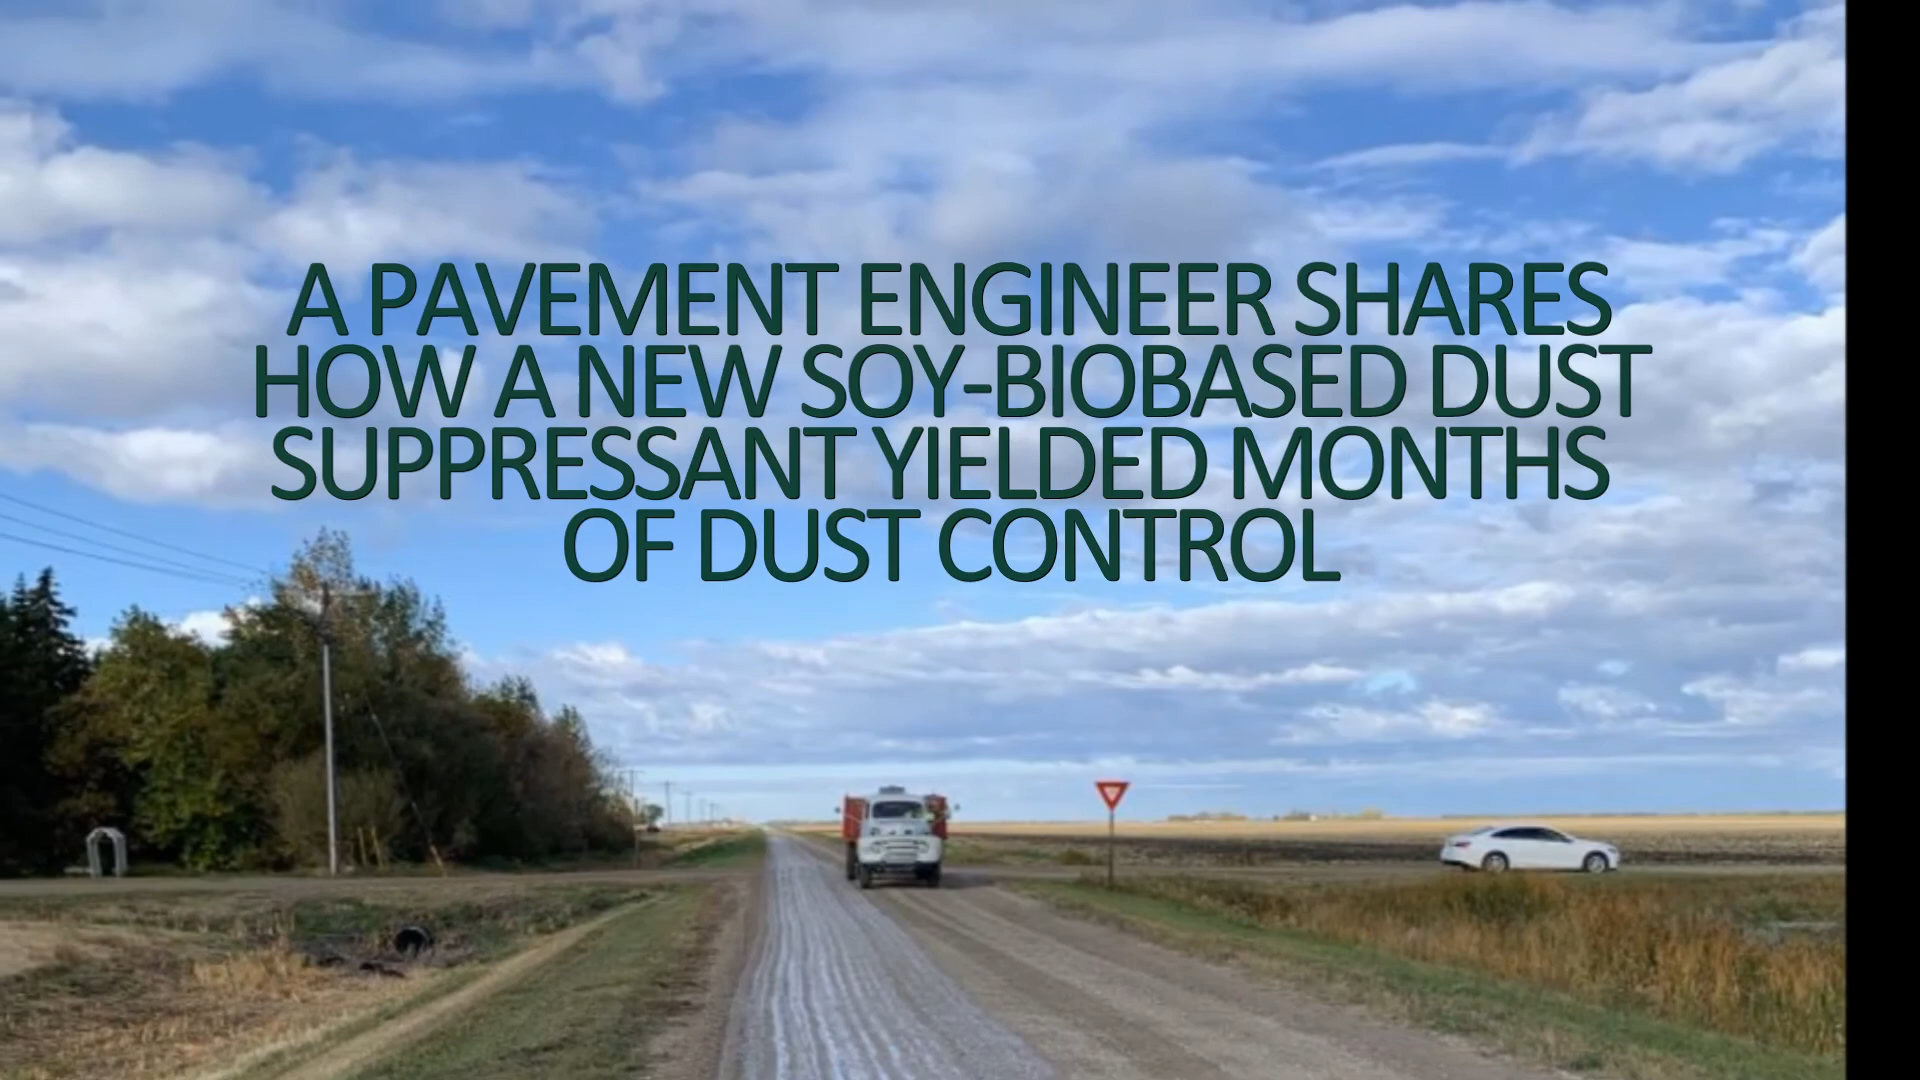 A PAVEMENT ENGINEER SHARES
HOW A NEW SOY-BIOBASED DUST
SUPPRESSANT YIELDED MONTHS
OF DUST CONTROL